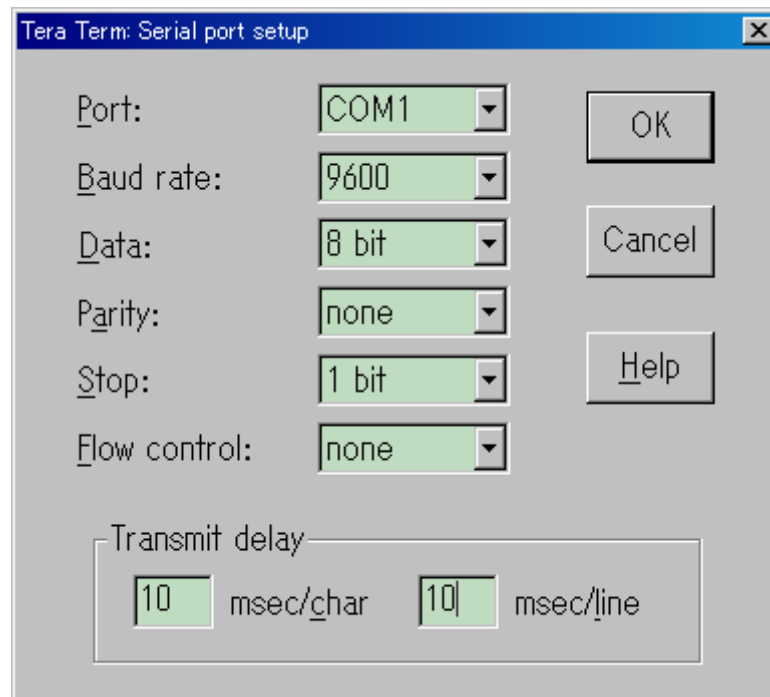 Tera Term: Serial port setup
Port: COM1 OK
Baud rate: 9600
Data: 8 bit Cancel
Parity: none
Stop: 1 bit Help
Flow control: none
Transmit delay
10 msec/char 10 msec/line